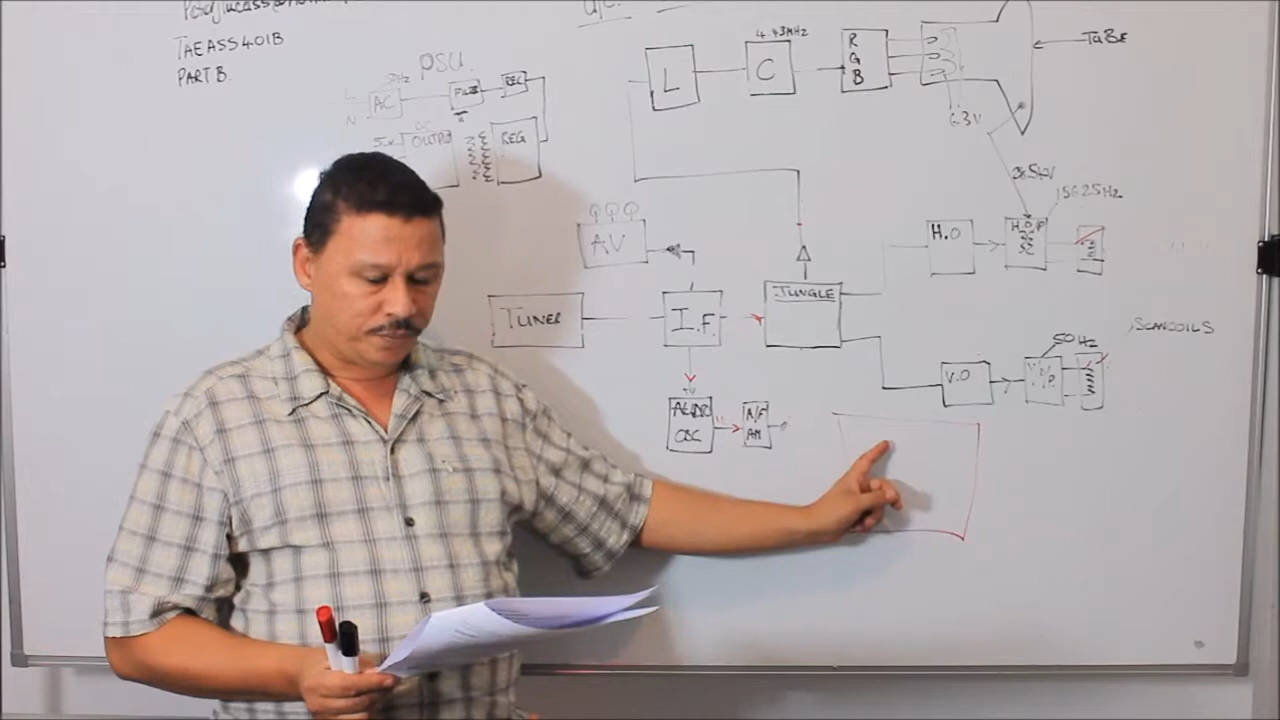 TAEASS401B
PART B.
PSU
AC
L
N
REC
OUTPUT
REG
L
4.43MHz
C
R
G
B
6.3V
TUBE
AV
TUNER
I.F.
JUNGLE
H.O
H.O/P
15625Hz
V.O
50Hz
SCANCOILS
AUDIO
OSC
A/F
AM